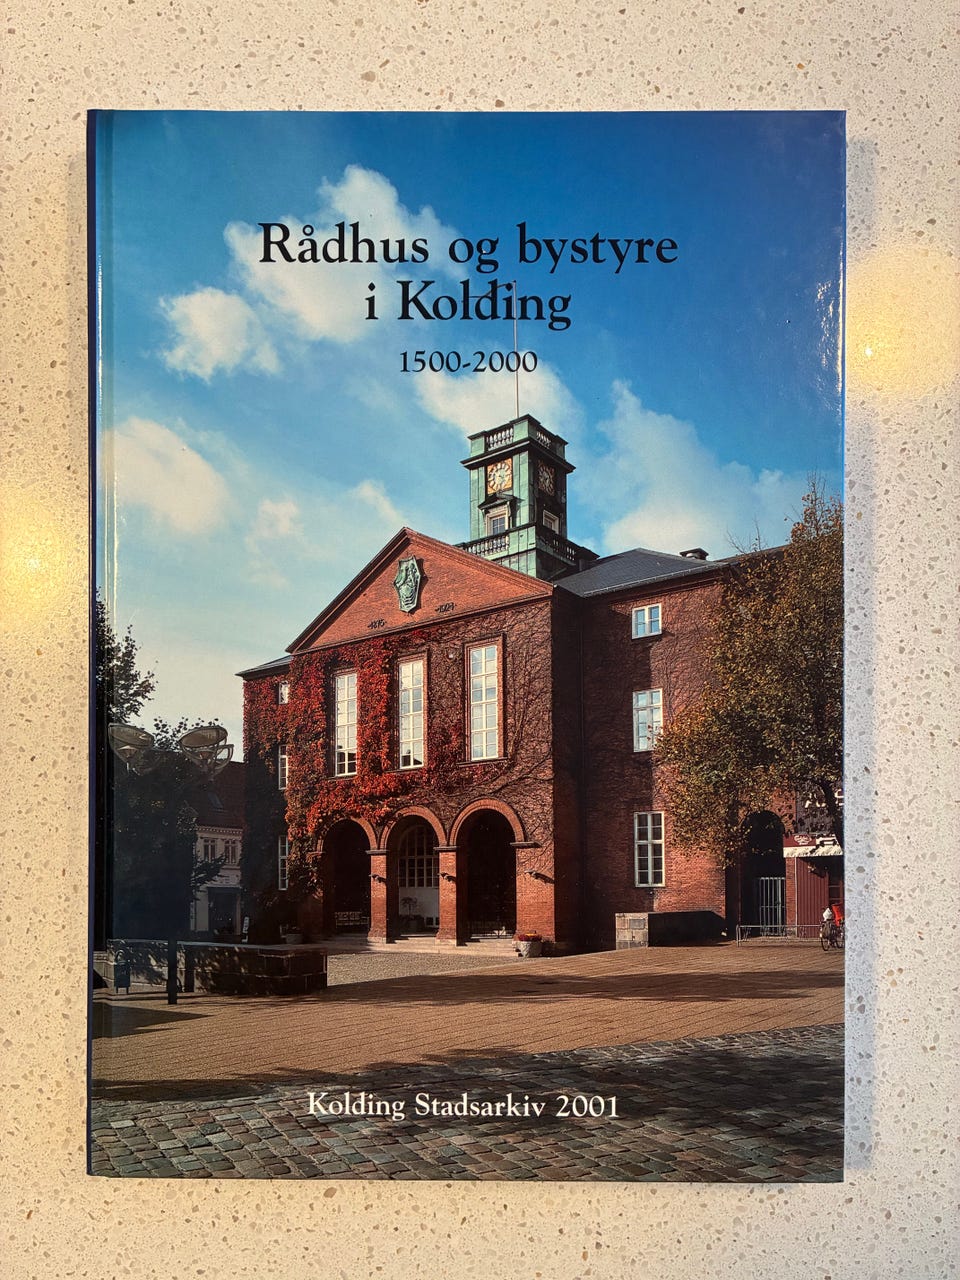 Rådhus og bystyre
i Kolding
1500-2000
Kolding Stadsarkiv 2001